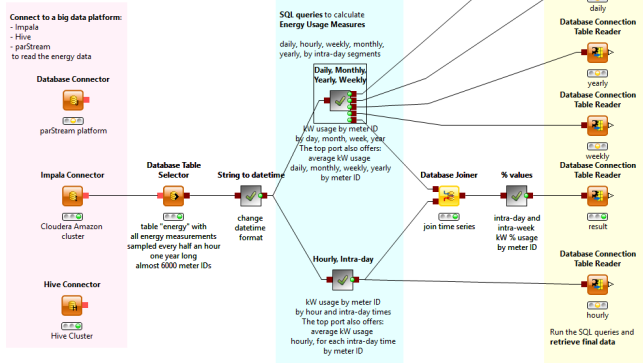 Connect to a big data platform:
- Impala
- Hive
- parStream
to read the energy data
Database Connector
parStream platform
Impala Connector
Cloudera Amazon
cluster
Hive Connector
Hive Cluster
Database Table
Selector
table "energy" with
all energy measurements
sampled every half an hour
one year long
almost 6000 meter IDs
String to datetime
change
datetime
format
SQL queries to calculate
Energy Usage Measures
daily, hourly, weekly, monthly,
yearly, by intra-day segments
Daily, Monthly,
Yearly, Weekly
kW usage by meter ID
by day, month, week, year
The top port also offers:
average kW usage
daily, monthly, weekly, yearly
by meter ID
Hourly, Intra-day
kW usage by meter ID
by hour and intra-day times
The top port also offers:
average kW usage
hourly, for each intra-day time
by meter ID
Database Joiner
join time series
% values
intra-day and
intra-week
kW % usage
by meter ID
daily
Database Connection
Table Reader
yearly
Database Connection
Table Reader
weekly
Database Connection
Table Reader
result
Database Connection
Table Reader
hourly
Run the SQL queries and
retrieve final data